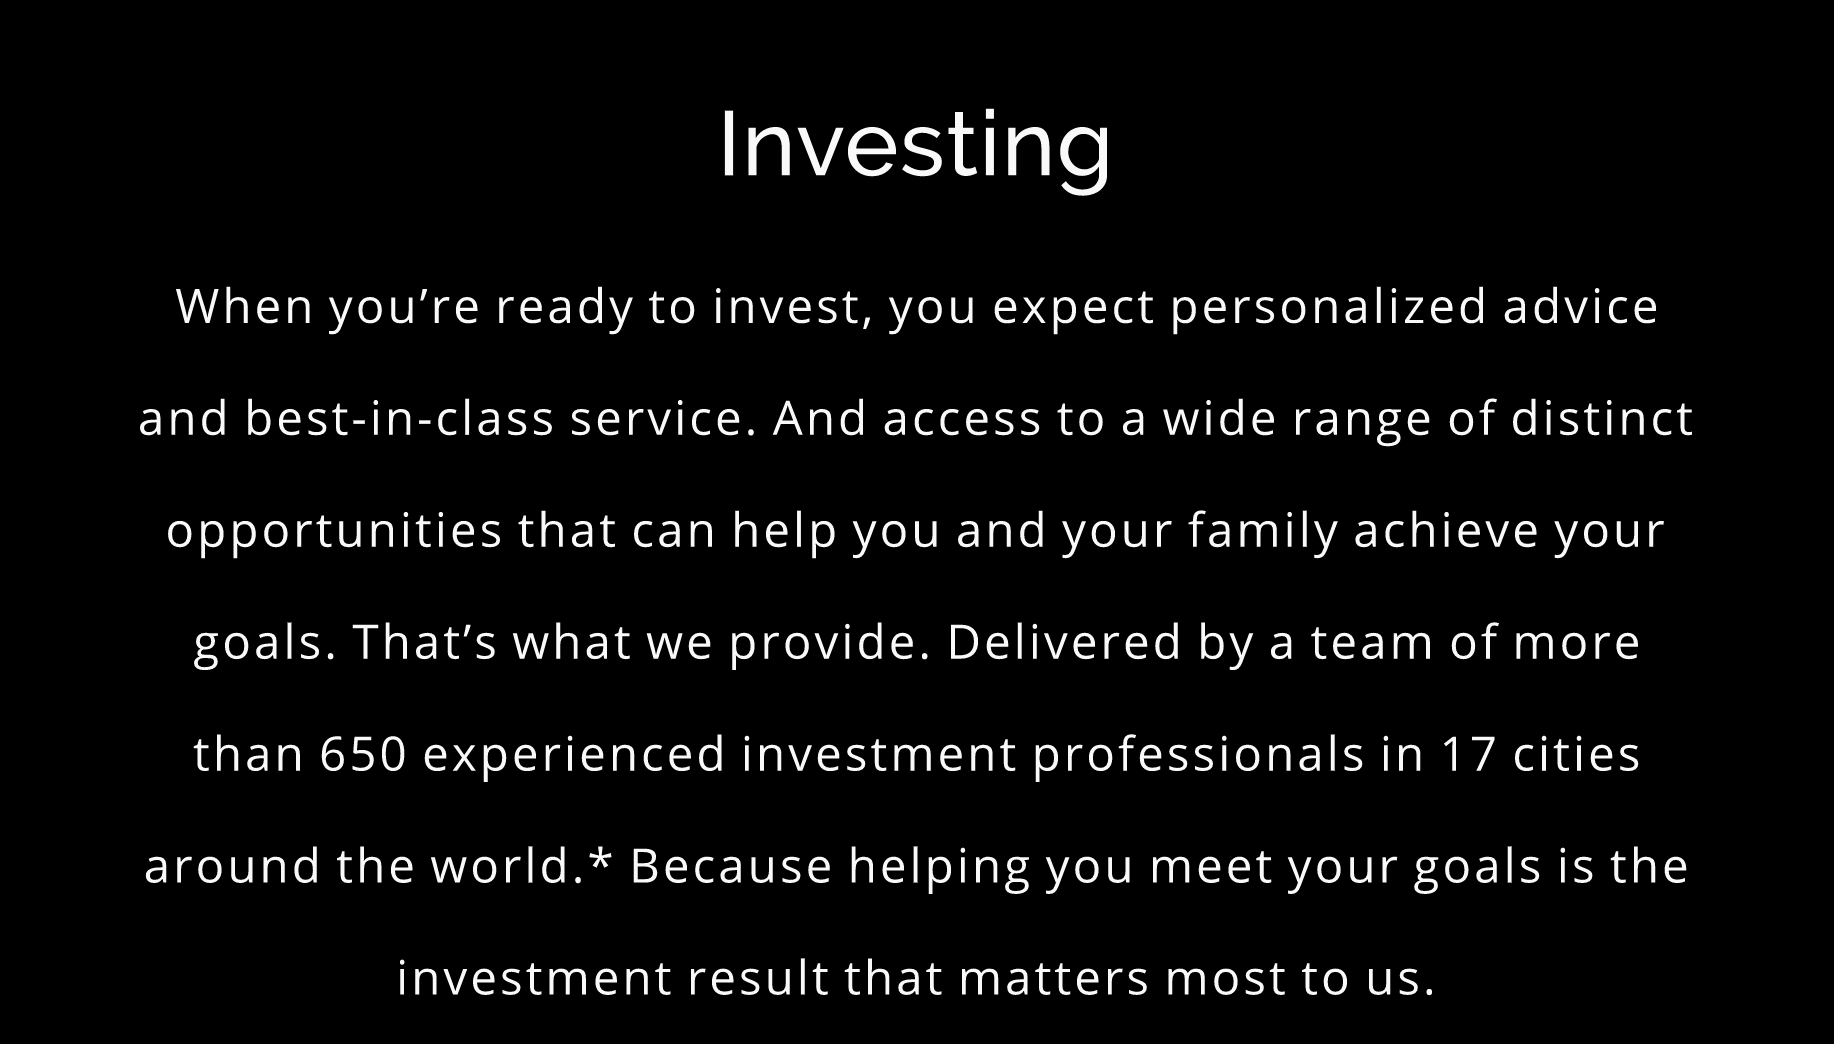 Investing
When you’re ready to invest, you expect personalized advice
and best-in-class service. And access to a wide range of distinct
opportunities that can help you and your family achieve your
goals. That’s what we provide. Delivered by a team of more
than 650 experienced investment professionals in 17 cities
around the world.* Because helping you meet your goals is the
investment result that matters most to us.